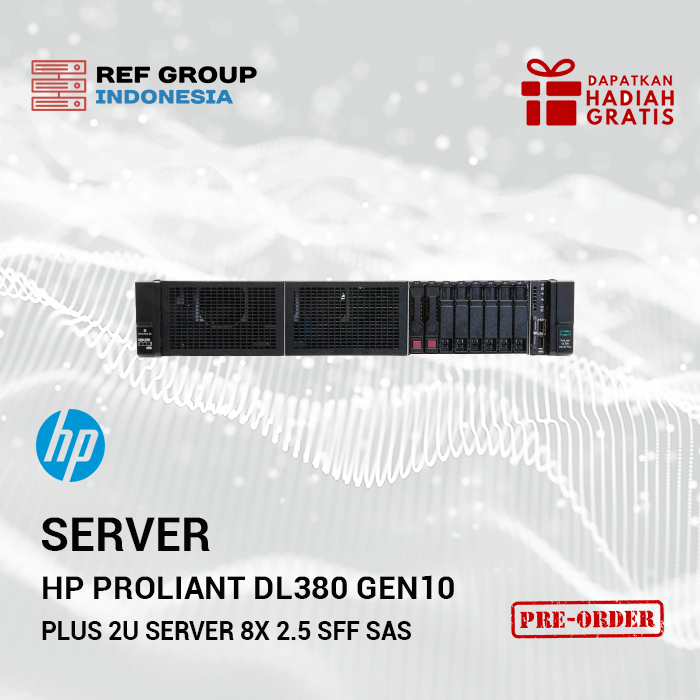 REF GROUP
INDONESIA
DAPATKAN
HADIAH
GRATIS
hp
SERVER
HP PROLIANT DL380 GEN10
PLUS 2U SERVER 8X 2.5 SFF SAS
PRE-ORDER